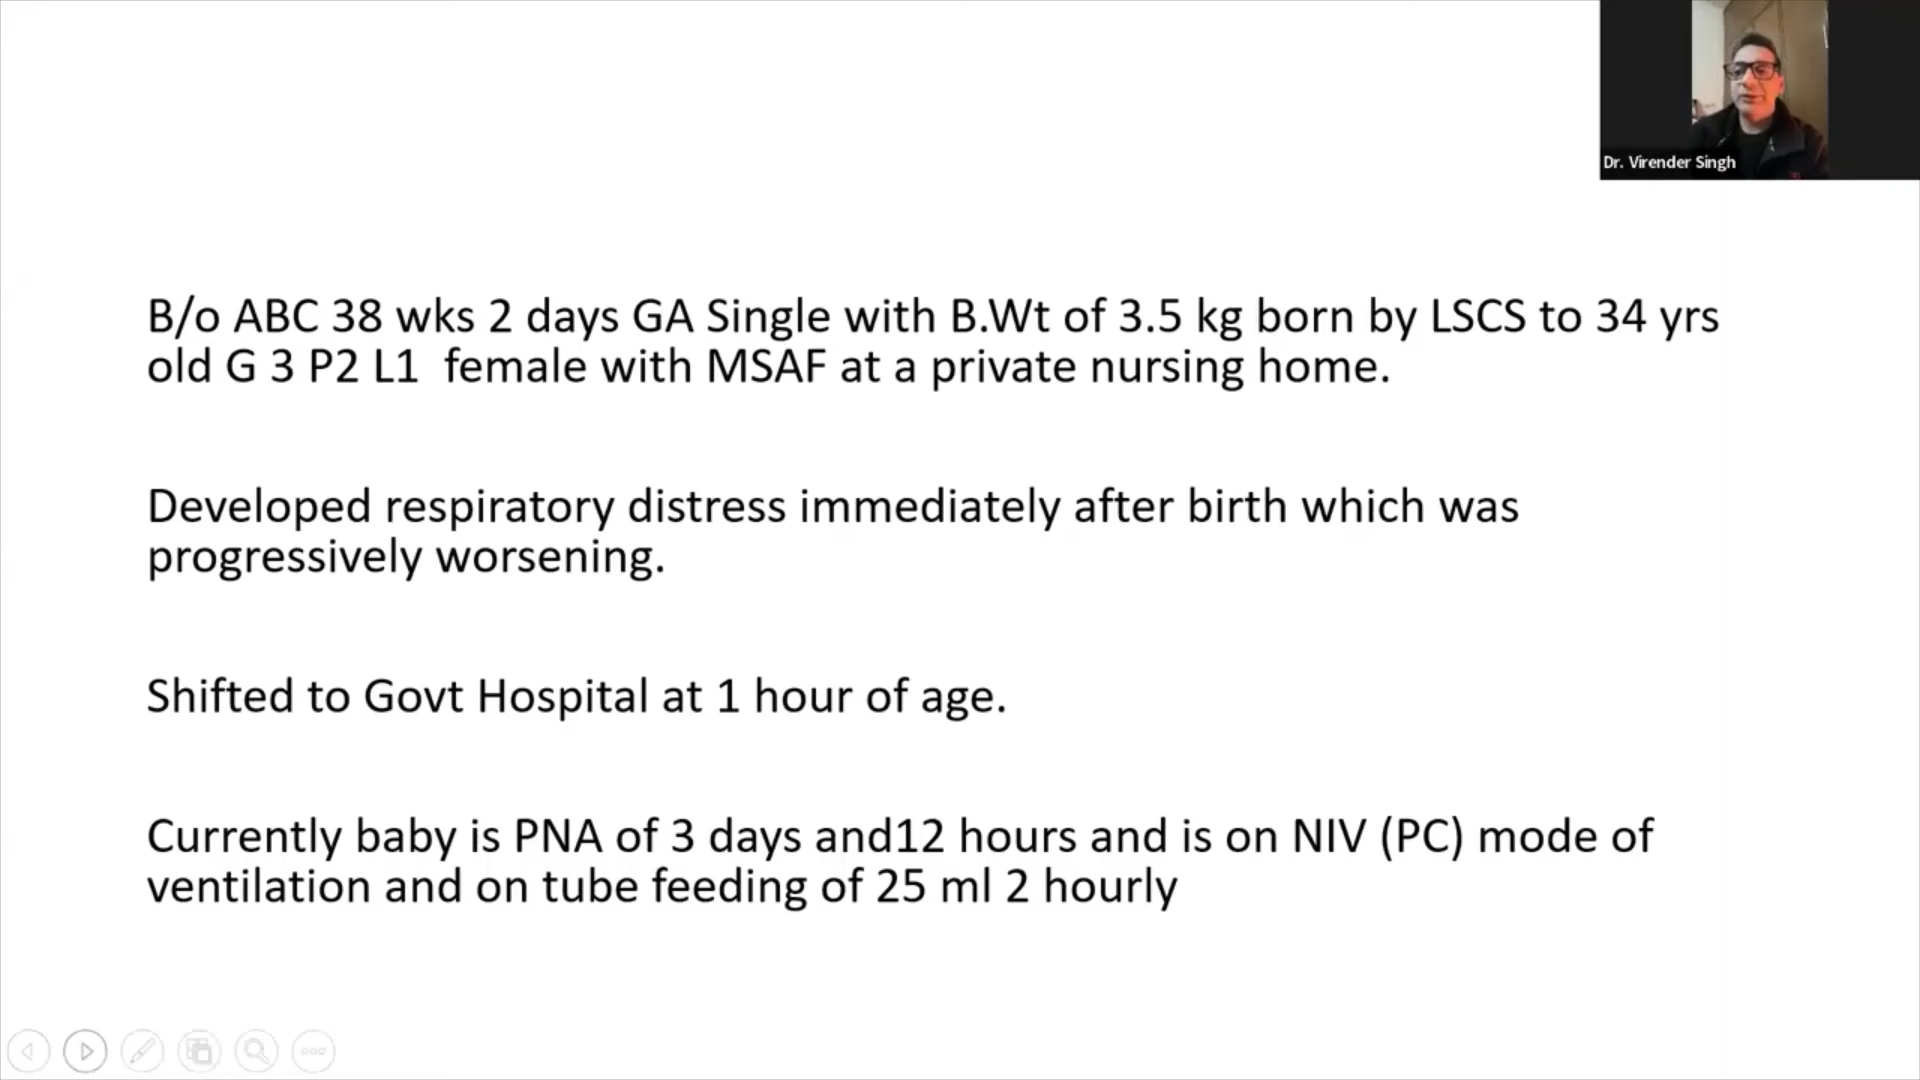 Dr. Virender Singh
B/o ABC 38 wks 2 days GA Single with B.Wt of 3.5 kg born by LSCS to 34 yrs
old G 3 P2 L1  female with MSAF at a private nursing home.
Developed respiratory distress immediately after birth which was
progressively worsening.
Shifted to Govt Hospital at 1 hour of age.
Currently baby is PNA of 3 days and12 hours and is on NIV (PC) mode of
ventilation and on tube feeding of 25 ml 2 hourly